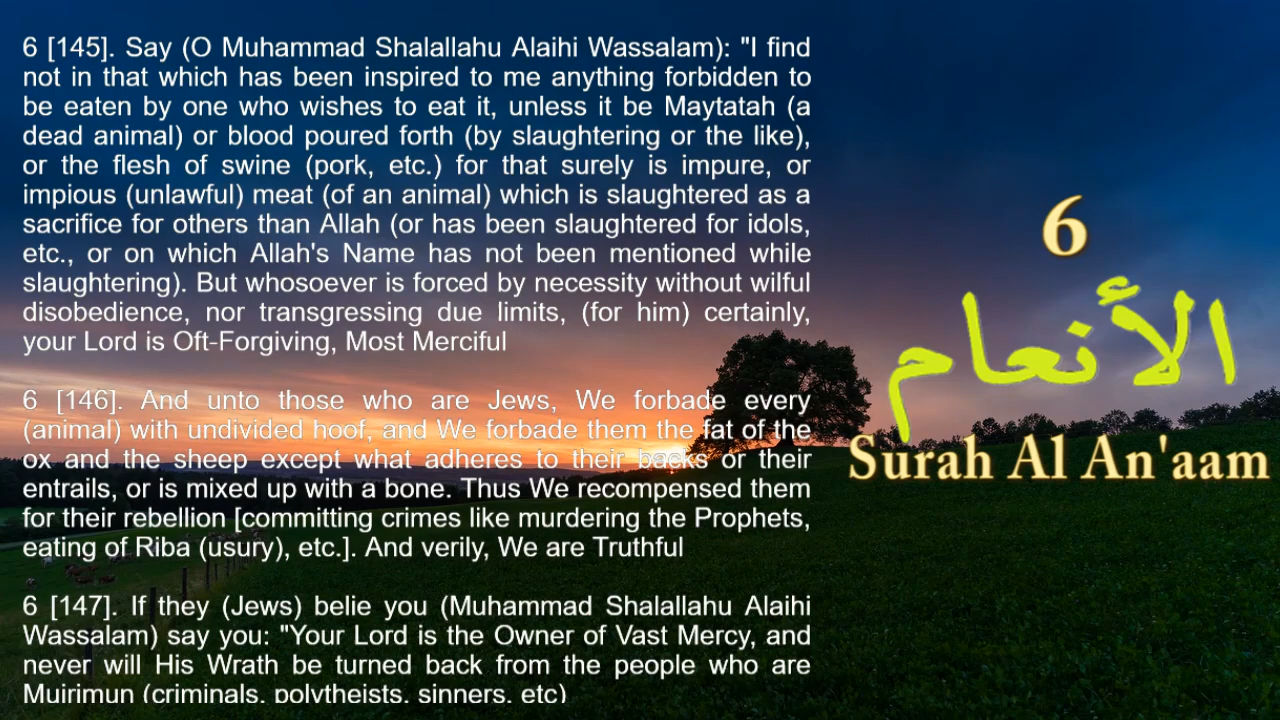 6 [145]. Say (O Muhammad Shalallahu Alaihi Wassalam): "I find
not in that which has been inspired to me anything forbidden to
be eaten by one who wishes to eat it, unless it be Maytatah (a
dead animal) or blood poured forth (by slaughtering or the like),
or the flesh of swine (pork, etc.) for that surely is impure, or
impious (unlawful) meat (of an animal) which is slaughtered as a
sacrifice for others than Allah (or has been slaughtered for idols,
etc., or on which Allah's Name has not been mentioned while
slaughtering). But whosoever is forced by necessity without wilful
disobedience, nor transgressing due limits, (for him) certainly,
your Lord is Oft-Forgiving, Most Merciful
6 [146]. And unto those who are Jews, We forbade every
(animal) with undivided hoof, and We forbade them the fat of the
ox and the sheep except what adheres to their backs or their
entrails, or is mixed up with a bone. Thus We recompensed them
for their rebellion [committing crimes like murdering the Prophets,
eating of Riba (usury), etc.]. And verily, We are Truthful
6 [147]. If they (Jews) belie you (Muhammad Shalallahu Alaihi
Wassalam) say you: "Your Lord is the Owner of Vast Mercy, and
never will His Wrath be turned back from the people who are
Mujrimun (criminals, polytheists, sinners, etc)
6
الأنعام
Surah Al An'aam